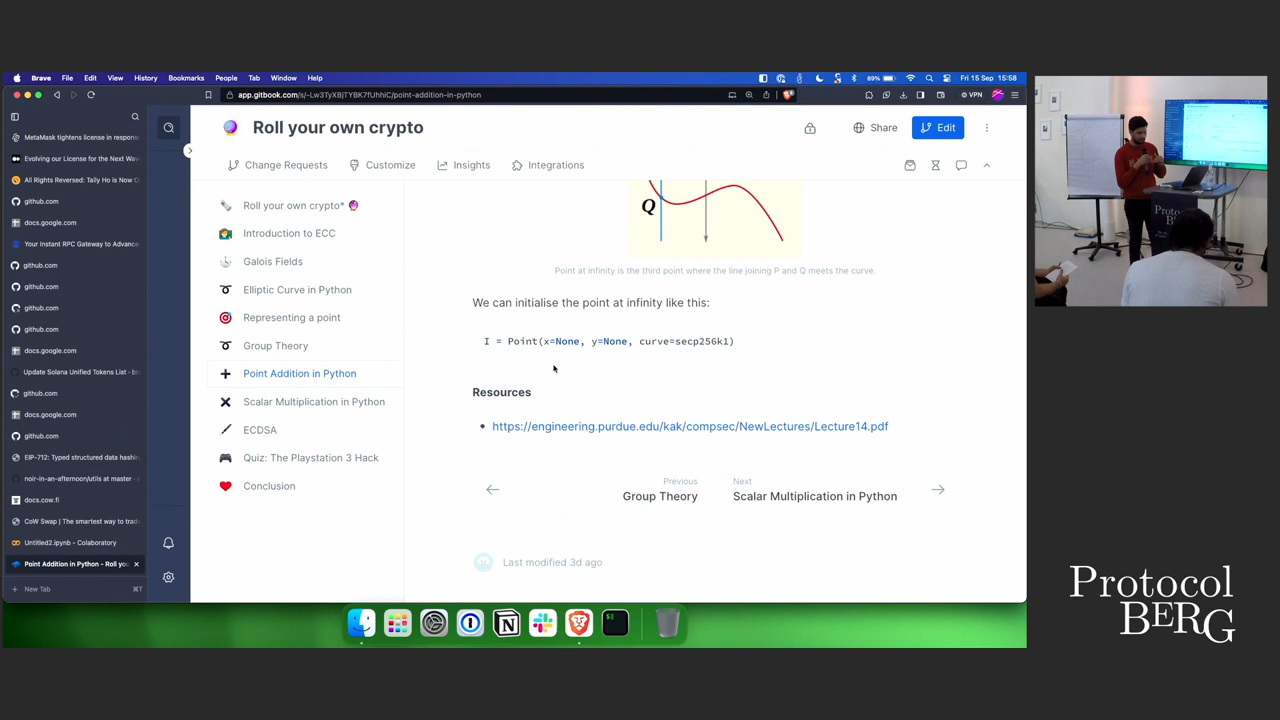 Brave File Edit View History Bookmarks People Tab Window Help
89% Fri 15 Sep 15:58
app.gitbook.com/s/-Lw3TyXBjTYBK7fUhhiC/point-addition-in-python
VPN
MetaMask tightens license in respons
Evolving our License for the Next Wav
All Rights Reversed: Tally Ho is Now O
github.com
docs.google.com
Your Instant RPC Gateway to Advance
github.com
github.com
github.com
github.com
docs.google.com
Update Solana Unified Tokens List · br
github.com
docs.google.com
github.com
EIP-712: Typed structured data hashin
noir-in-an-afternoon/utils at master ·
docs.cow.fi
CoW Swap | The smartest way to trad
Untitled2.ipynb - Colaboratory
Point Addition in Python - Roll you
New Tab ⌘T
Roll your own crypto
Share
Edit
Change Requests
Customize
Insights
Integrations
Roll your own crypto*
Introduction to ECC
Galois Fields
Elliptic Curve in Python
Representing a point
Group Theory
Point Addition in Python
Scalar Multiplication in Python
ECDSA
Quiz: The Playstation 3 Hack
Conclusion
Q
Point at infinity is the third point where the line joining P and Q meets the curve.
We can initialise the point at infinity like this:
I = Point(x=None, y=None, curve=secp256k1)
Resources
• https://engineering.purdue.edu/kak/compsec/NewLectures/Lecture14.pdf
Previous
Group Theory
Next
Scalar Multiplication in Python
Last modified 3d ago
Protocol
BERG